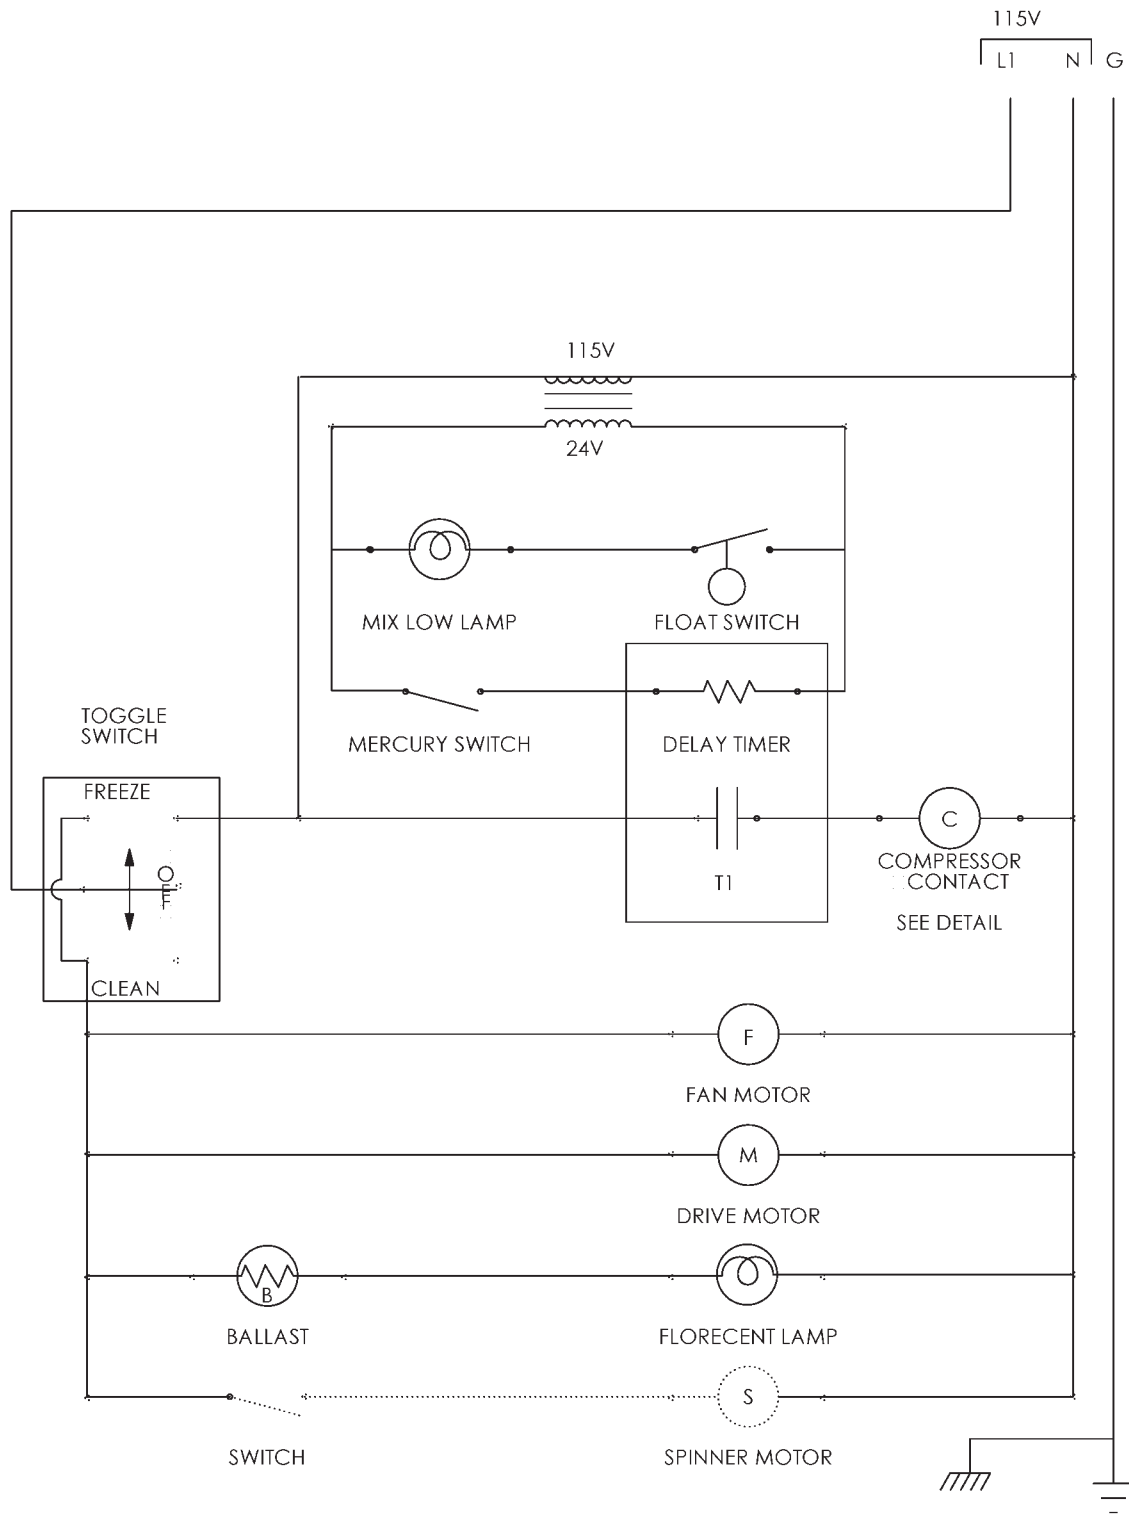 115V
L1 N G
115V
24V
MIX LOW LAMP
FLOAT SWITCH
MERCURY SWITCH
DELAY TIMER
TOGGLE
SWITCH
FREEZE
OFF
CLEAN
T1
C
COMPRESSOR
CONTACT
SEE DETAIL
F
FAN MOTOR
M
DRIVE MOTOR
B
BALLAST
FLORECENT LAMP
S
SWITCH
SPINNER MOTOR